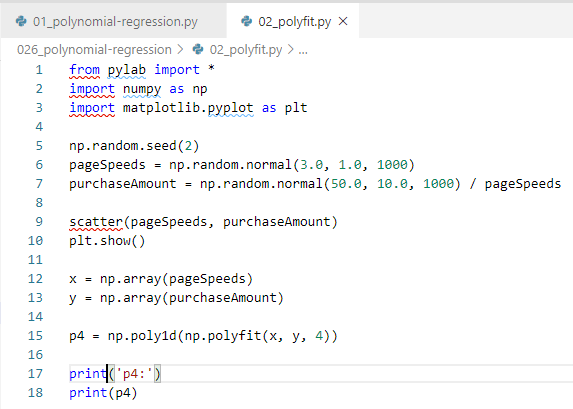 01_polynomial-regression.py 02_polyfit.py ×
026_polynomial-regression > 02_polyfit.py > ...
1 from pylab import *
2 import numpy as np
3 import matplotlib.pyplot as plt
4
5 np.random.seed(2)
6 pageSpeeds = np.random.normal(3.0, 1.0, 1000)
7 purchaseAmount = np.random.normal(50.0, 10.0, 1000) / pageSpeeds
8
9 scatter(pageSpeeds, purchaseAmount)
10 plt.show()
11
12 x = np.array(pageSpeeds)
13 y = np.array(purchaseAmount)
14
15 p4 = np.poly1d(np.polyfit(x, y, 4))
16
17 print('p4:')
18 print(p4)